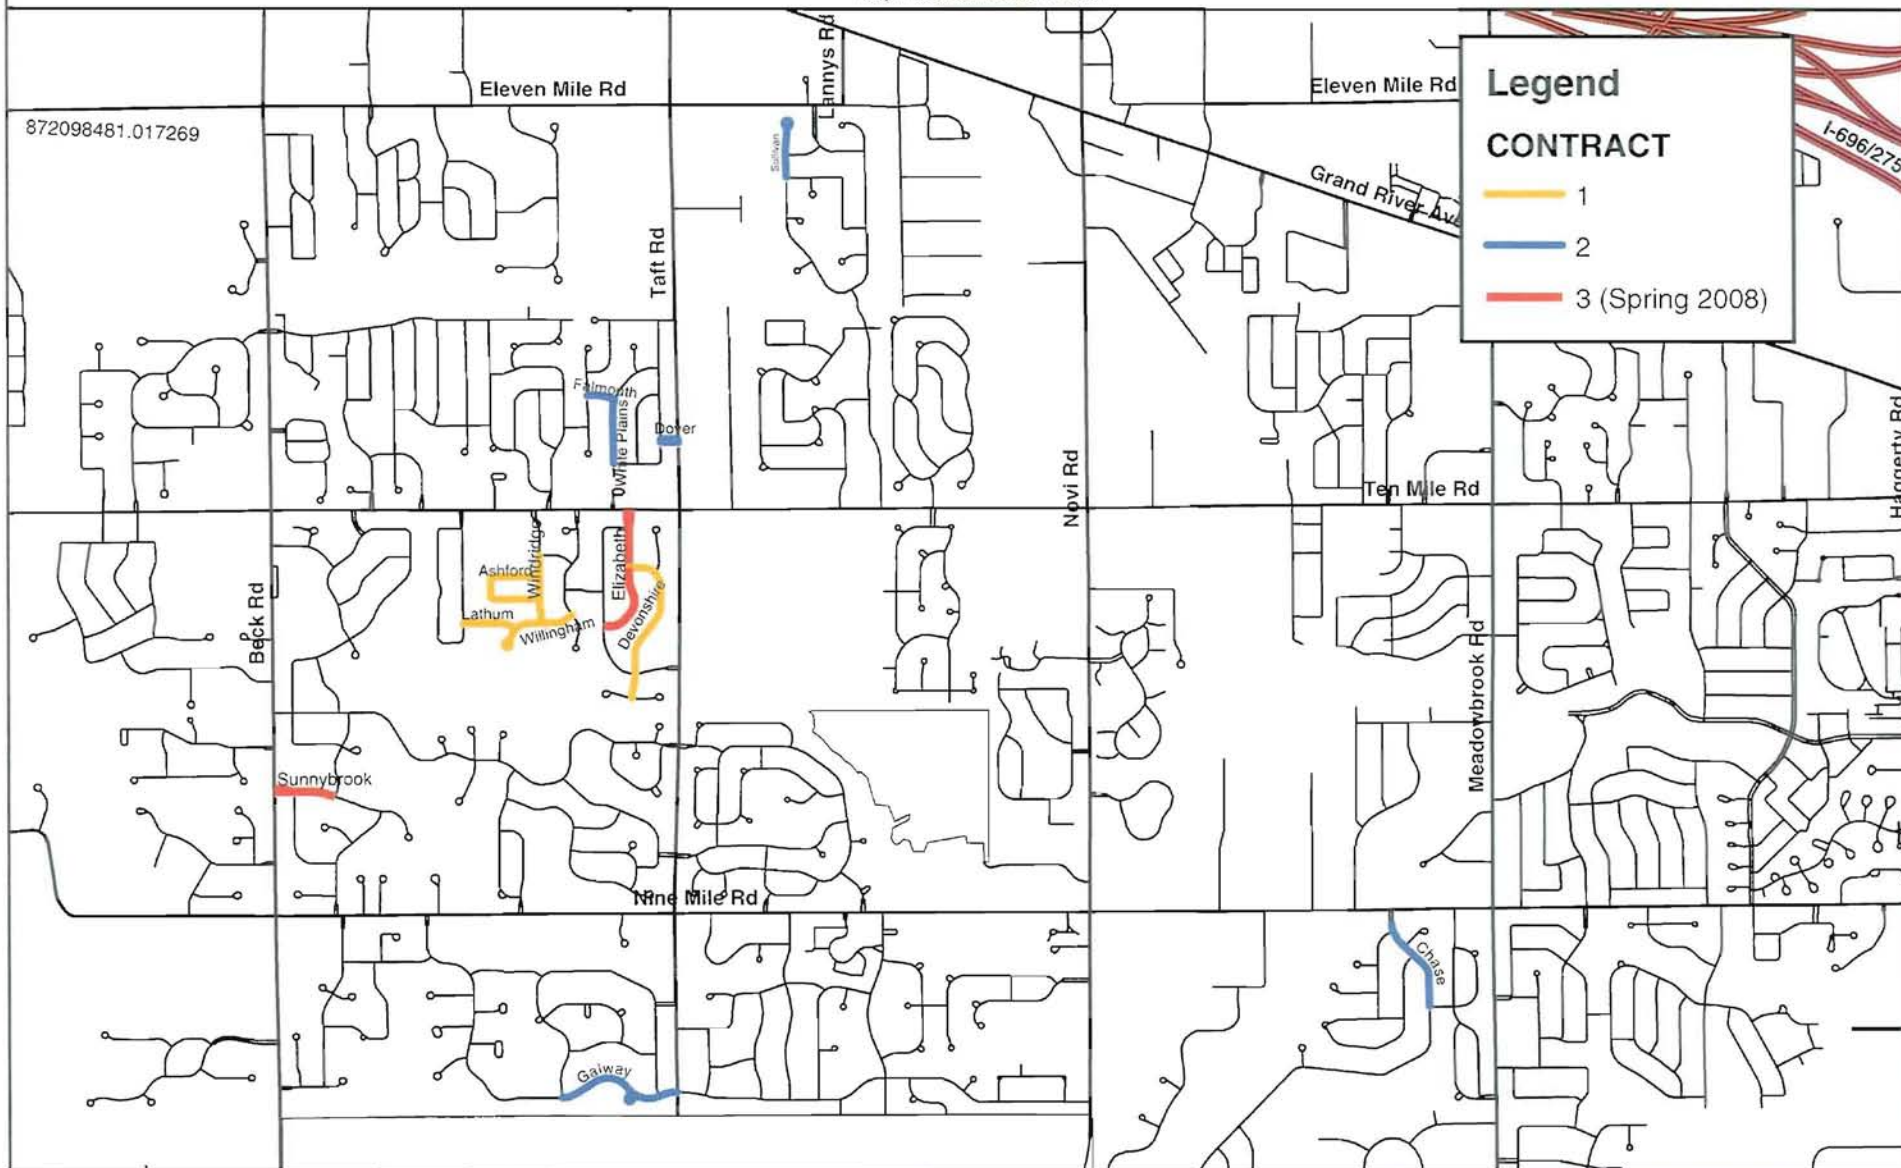 Lannys Rd
Eleven Mile Rd
Eleven Mile Rd
Legend
CONTRACT
1
2
3 (Spring 2008)
I-696/275
872098481.017269
Sullivan
Grand River Ave
Taft Rd
Falmouth
White Plains
Dover
Novi Rd
Ten Mile Rd
Haggerty Rd
Windridge
Ashford
Elizabeth
Lathum
Willingham
Devonshire
Beck Rd
Meadowbrook Rd
Sunnybrook
Nine Mile Rd
Chase
Galway